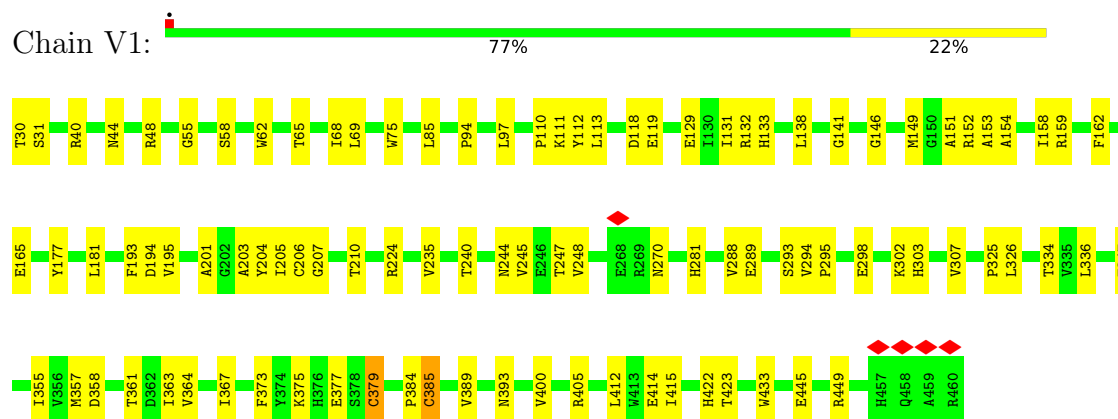 Chain V1:
77%
22%
T30 S31 R40 N44 R48 G55 S58 W62 T65 I68 L69 W75 L85 P94 L97 P110 K111 Y112 L113 D118 E119 E129 I130 I131 R132 H133 L138 G141 G146 M149 G150 A151 R152 A153 A154 I158 R159 F162
E165 Y177 L181 F193 D194 V195 A201 G202 A203 Y204 I205 C206 G207 T210 R224 V235 T240 N244 V245 E246 T247 V248 E268 R269 N270 H281 V288 E289 S293 V294 P295 E298 K302 H303 V307 P325 L326 T334 V335 L336
I355 V356 M357 D358 T361 D362 I363 V364 I367 F373 Y374 K375 H376 E377 S378 C379 P384 C385 V389 N393 V400 R405 L412 W413 E414 I415 H422 T423 W433 E445 R449 H457 Q458 A459 R460